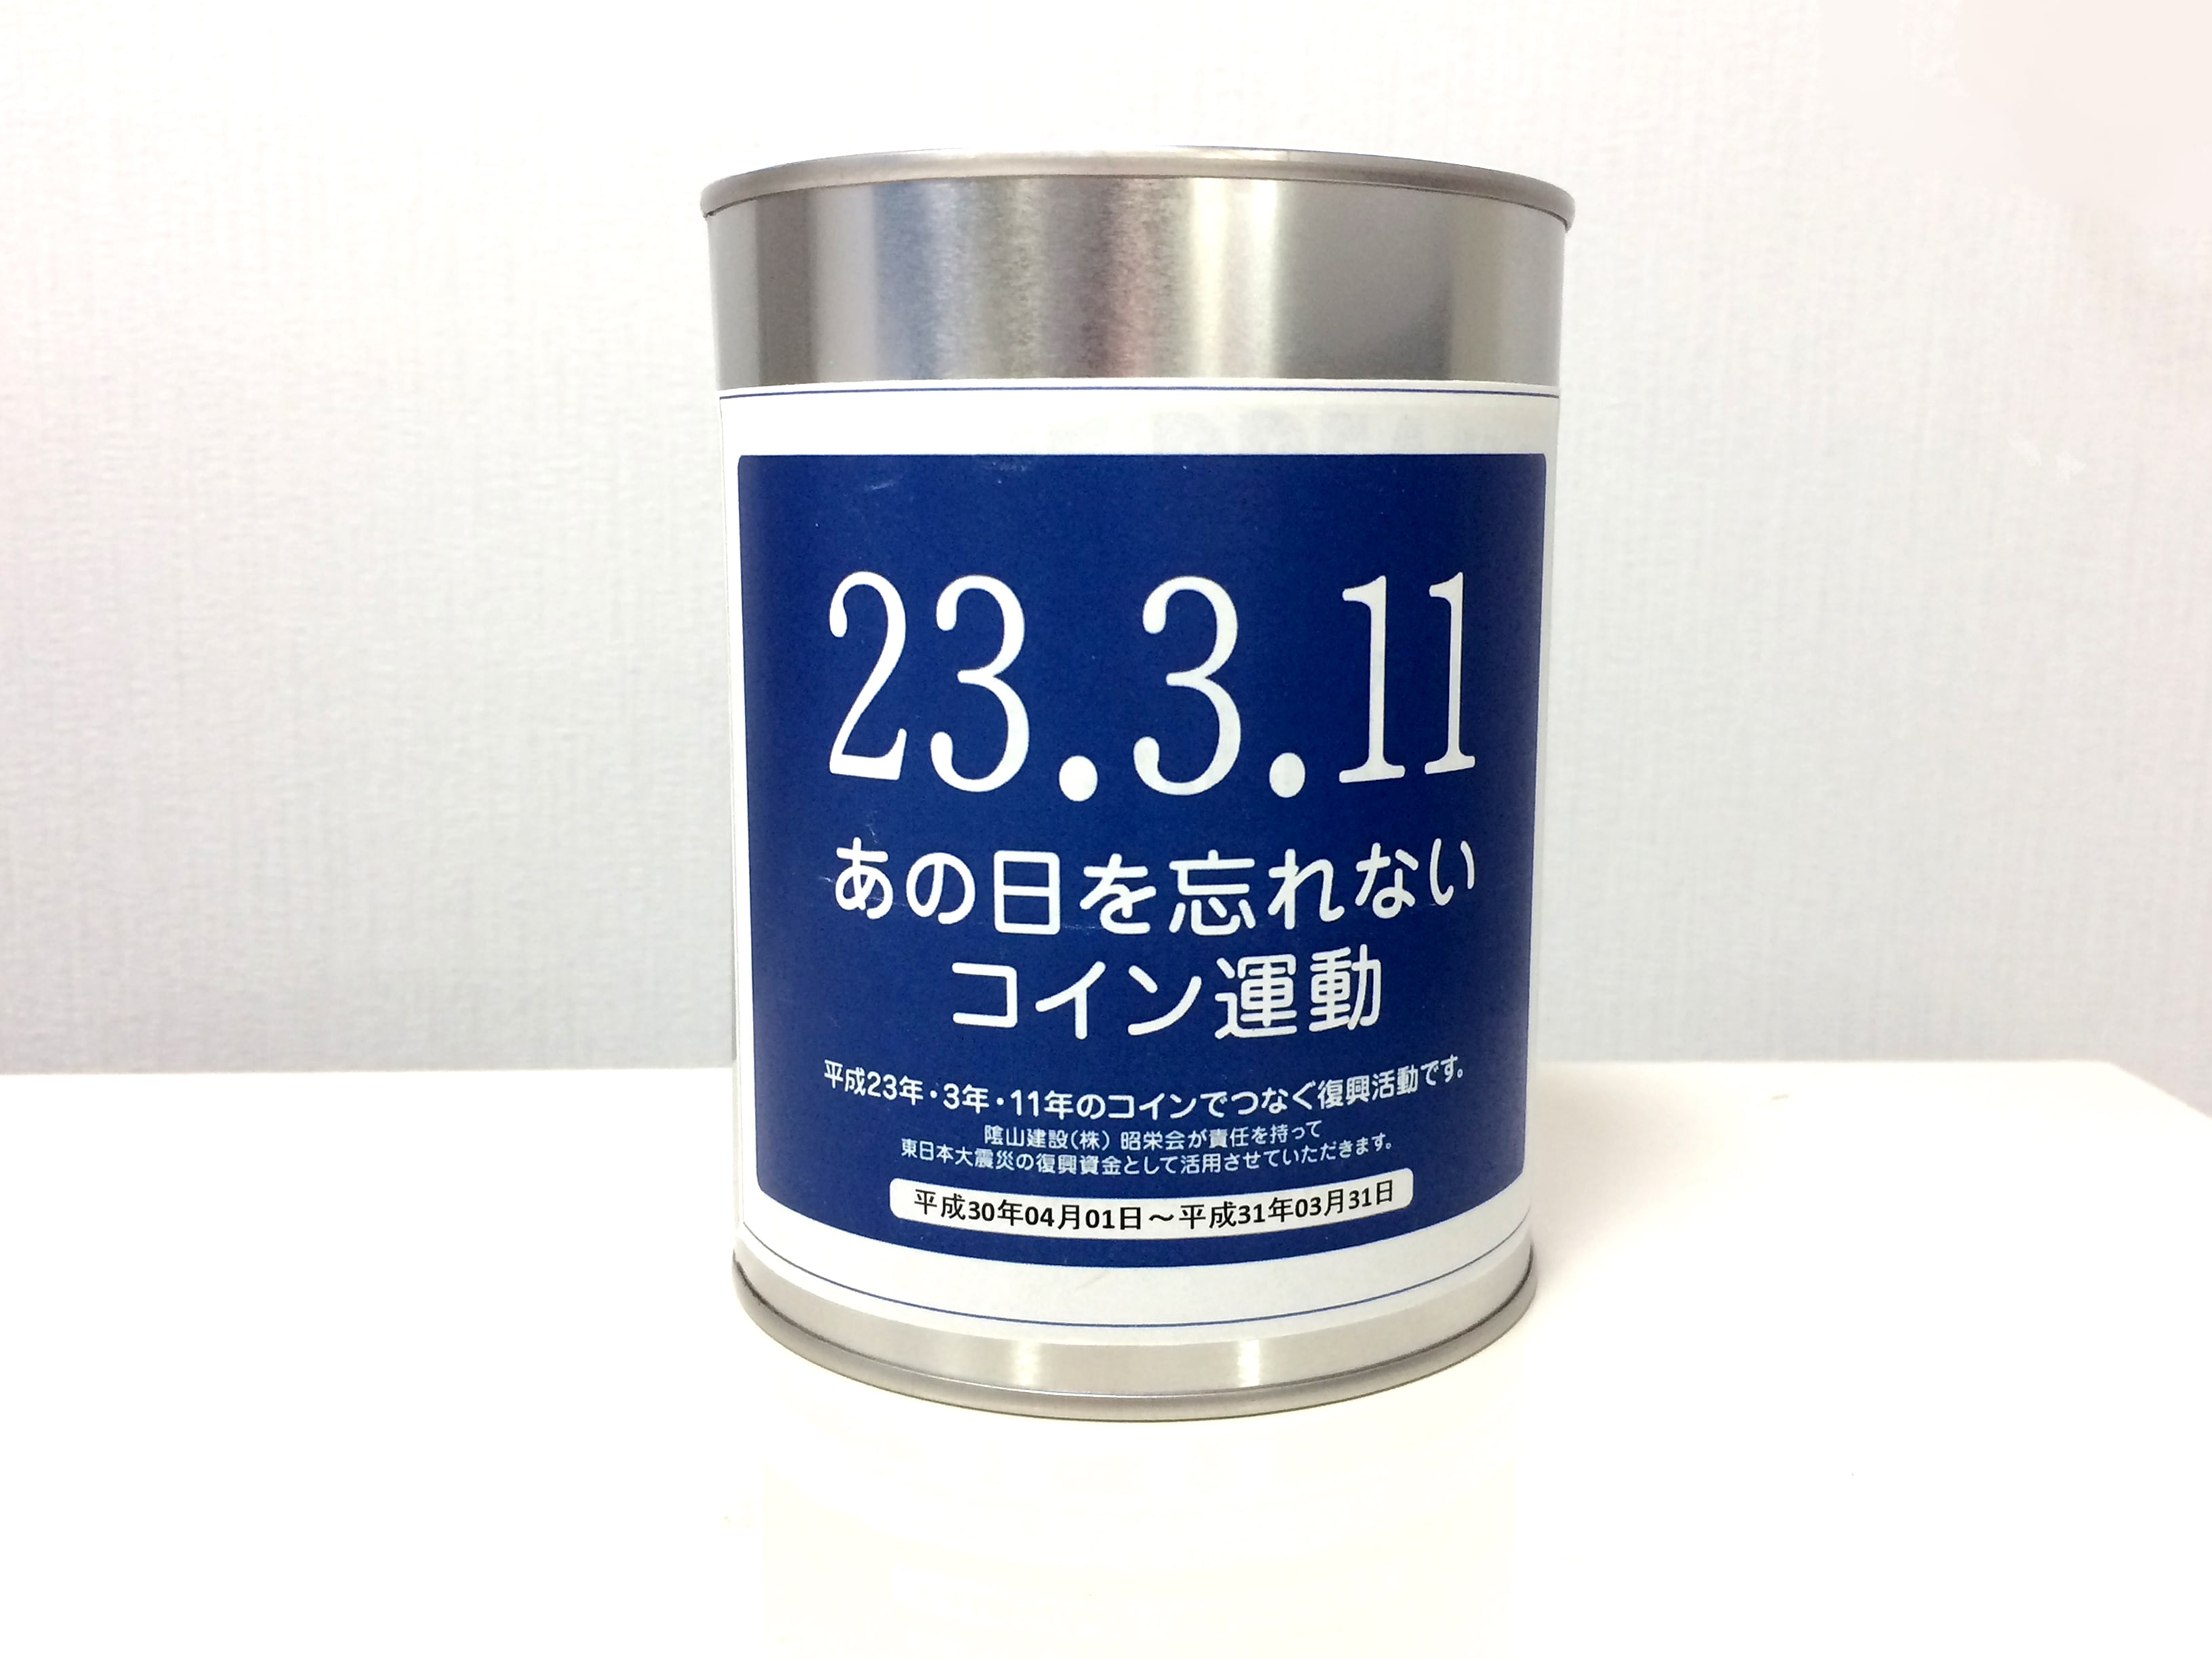 23.3.11
あの日を忘れない
コイン運動
平成23年・3年・11年のコインでつなぐ復興活動です。
陰山建設(株) 昭栄会が責任を持って
東日本大震災の復興資金として活用させていただきます。
平成30年04月01日～平成31年03月31日